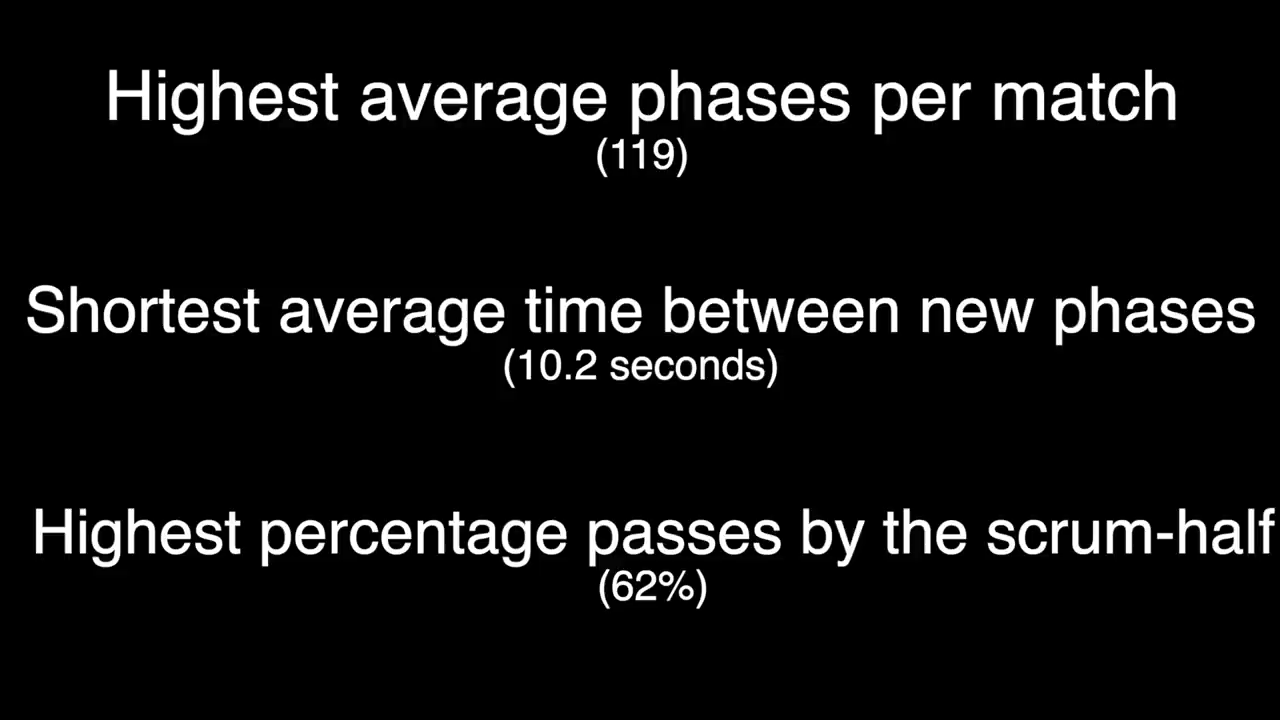 Highest average phases per match
(119)
Shortest average time between new phases
(10.2 seconds)
Highest percentage passes by the scrum-half
(62%)